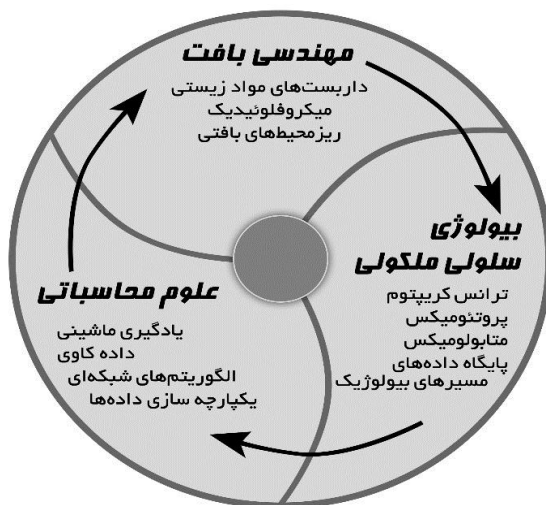 مهندسی بافت
داربست‌های مواد زیستی
میکروفلوئیدیک
ریزمحیط‌های بافتی
بیولوژی
سلولی ملکولی
ترانس کریپتوم
پروتئومیکس
متابولومیکس
پایگاه داده‌های
مسیرهای بیولوژیک
علوم محاسباتی
یادگیری ماشینی
داده کاوی
الگوریتم‌های شبکه‌ای
یکپارچه سازی داده‌ها